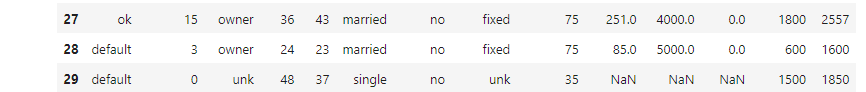 27 ok 15 owner 36 43 married no fixed 75 251.0 4000.0 0.0 1800 2557
28 default 3 owner 24 23 married no fixed 75 85.0 5000.0 0.0 600 1600
29 default 0 unk 48 37 single no unk 35 NaN NaN NaN 1500 1850